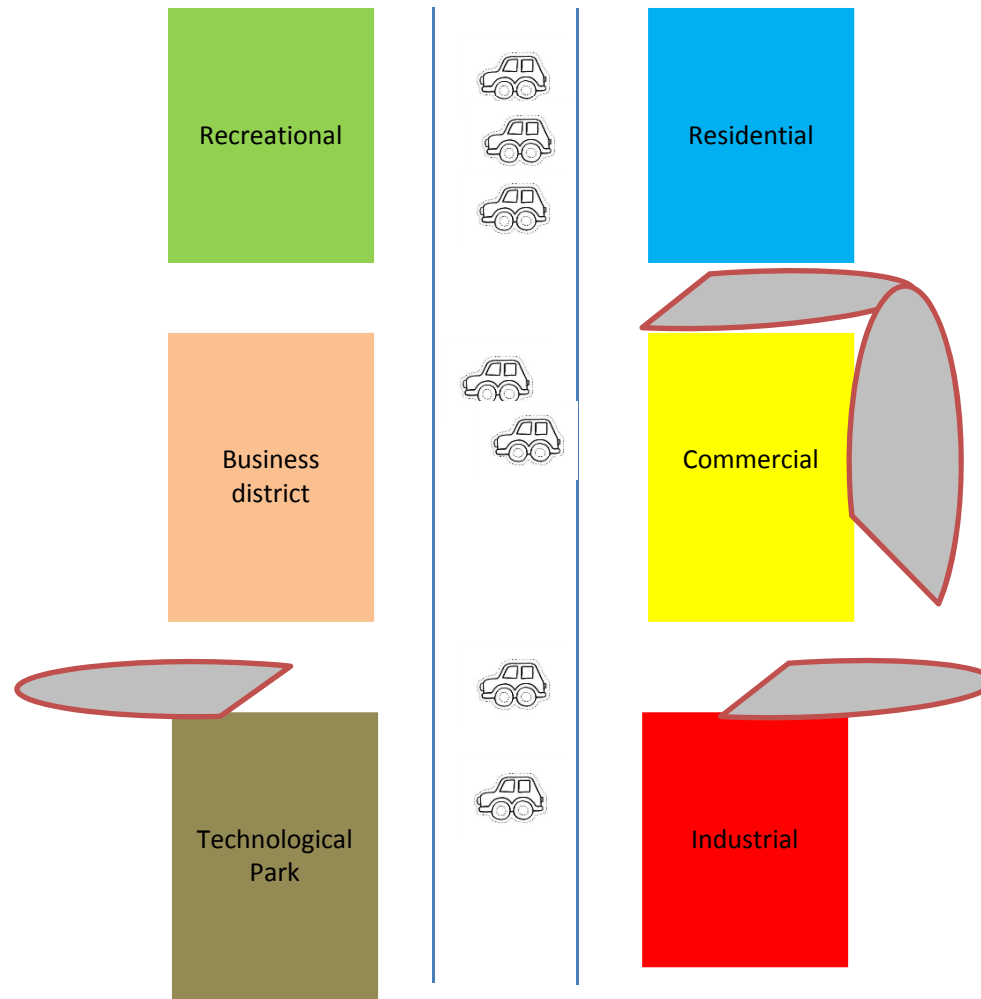 Recreational
Residential
Business
district
Commercial
Technological
Park
Industrial